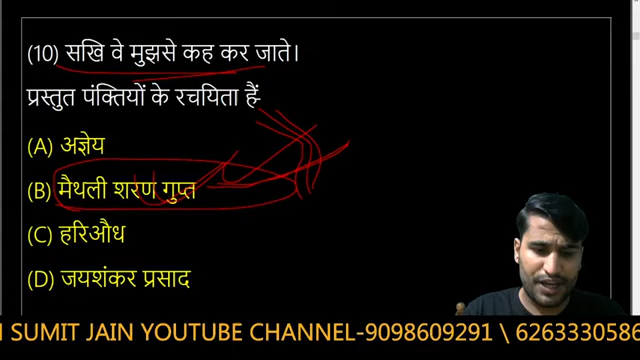 (10) सखि वे मुझसे कह कर जाते।
प्रस्तुत पंक्तियों के रचयिता हैं
(A) अज्ञेय
(B) मैथली शरण गुप्त
(C) हरिऔध
(D) जयशंकर प्रसाद
SUMIT JAIN YOUTUBE CHANNEL-9098609291 \ 6263330586